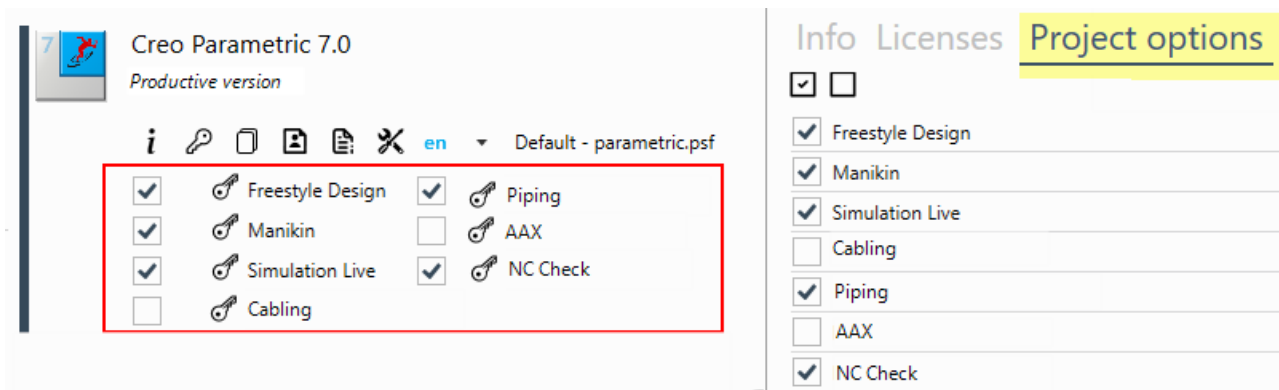 7
Creo Parametric 7.0
Productive version
i en Default - parametric.psf
Freestyle Design Piping
Manikin AAX
Simulation Live NC Check
Cabling
Info Licenses Project options
Freestyle Design
Manikin
Simulation Live
Cabling
Piping
AAX
NC Check